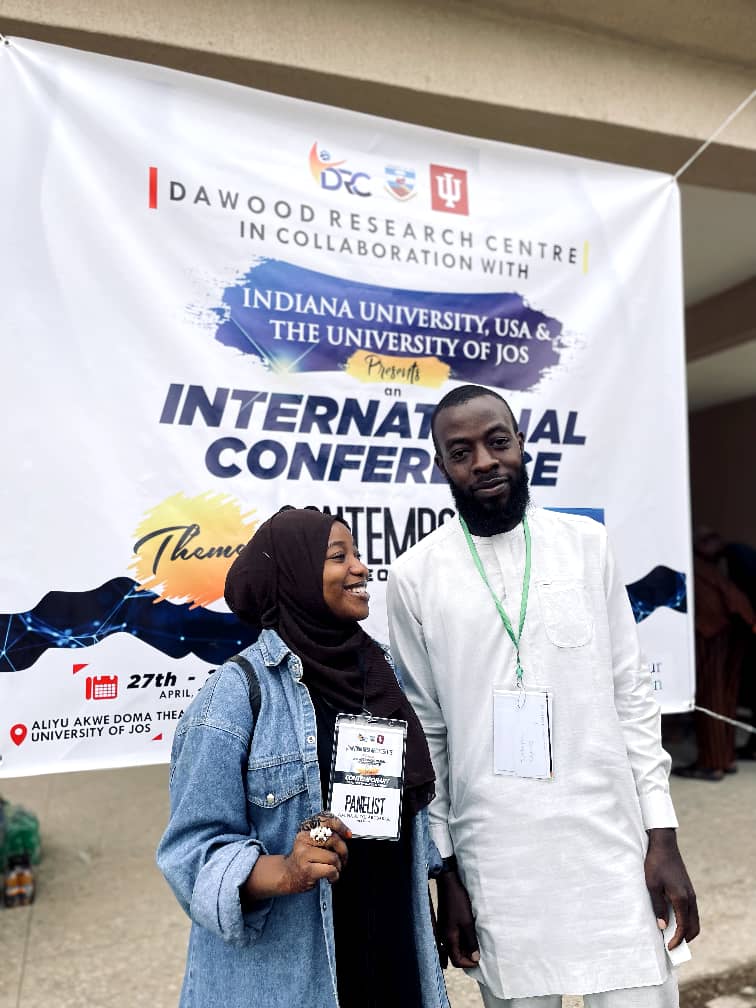 DRC
DAWOOD RESEARCH CENTRE
IN COLLABORATION WITH
INDIANA UNIVERSITY, USA &
THE UNIVERSITY OF JOS
Presents
an
INTERNATIONAL
CONFERENCE
Theme
27th -
APRIL,
ALIYU AKWE DOMA THEA
UNIVERSITY OF JOS
CONTEMPORARY
PANELIST